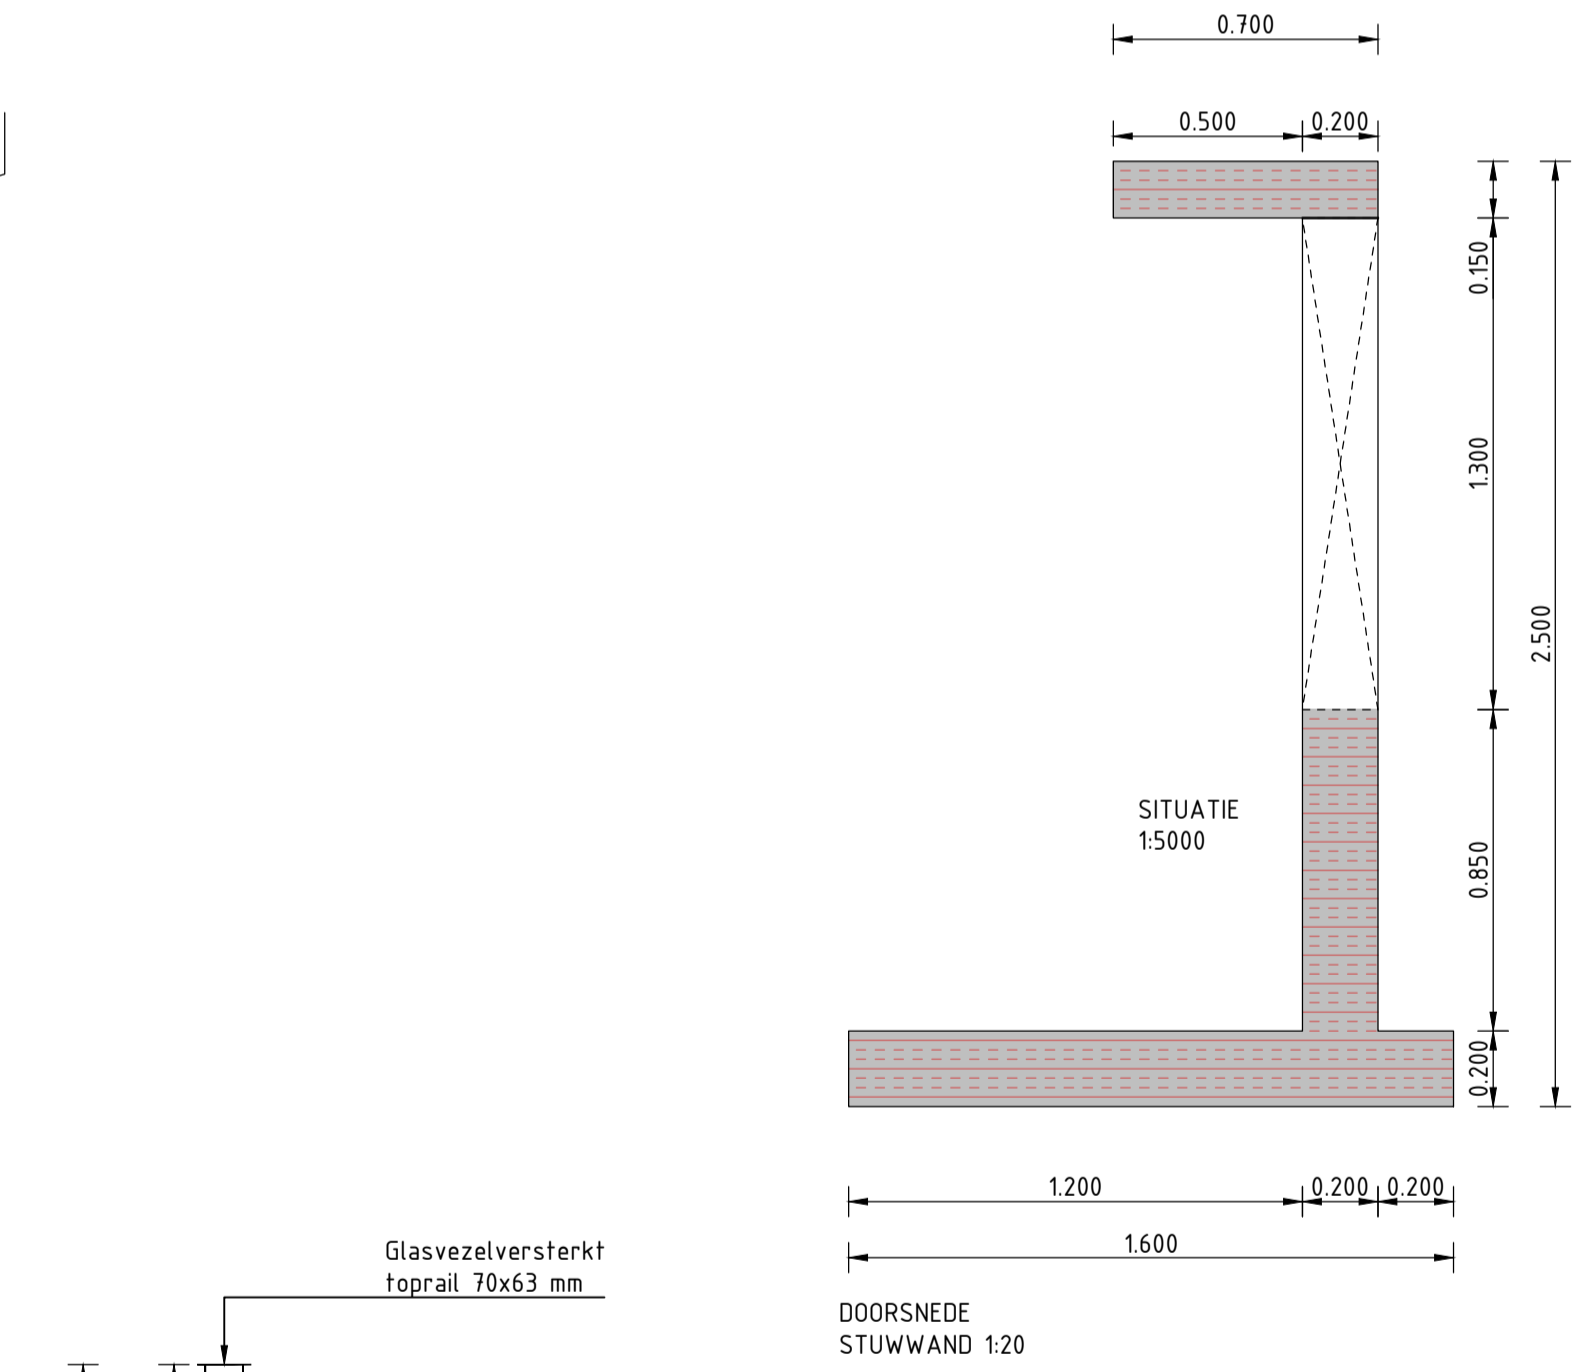 0.700
0.500 0.200
0.150
1.300
2.500
SITUATIE
1:5000
0.850
0.200
1.200 0.200 0.200
1.600
Glasvezelversterkt
toprail 70x63 mm
DOORSNEDE
STUWWAND 1:20